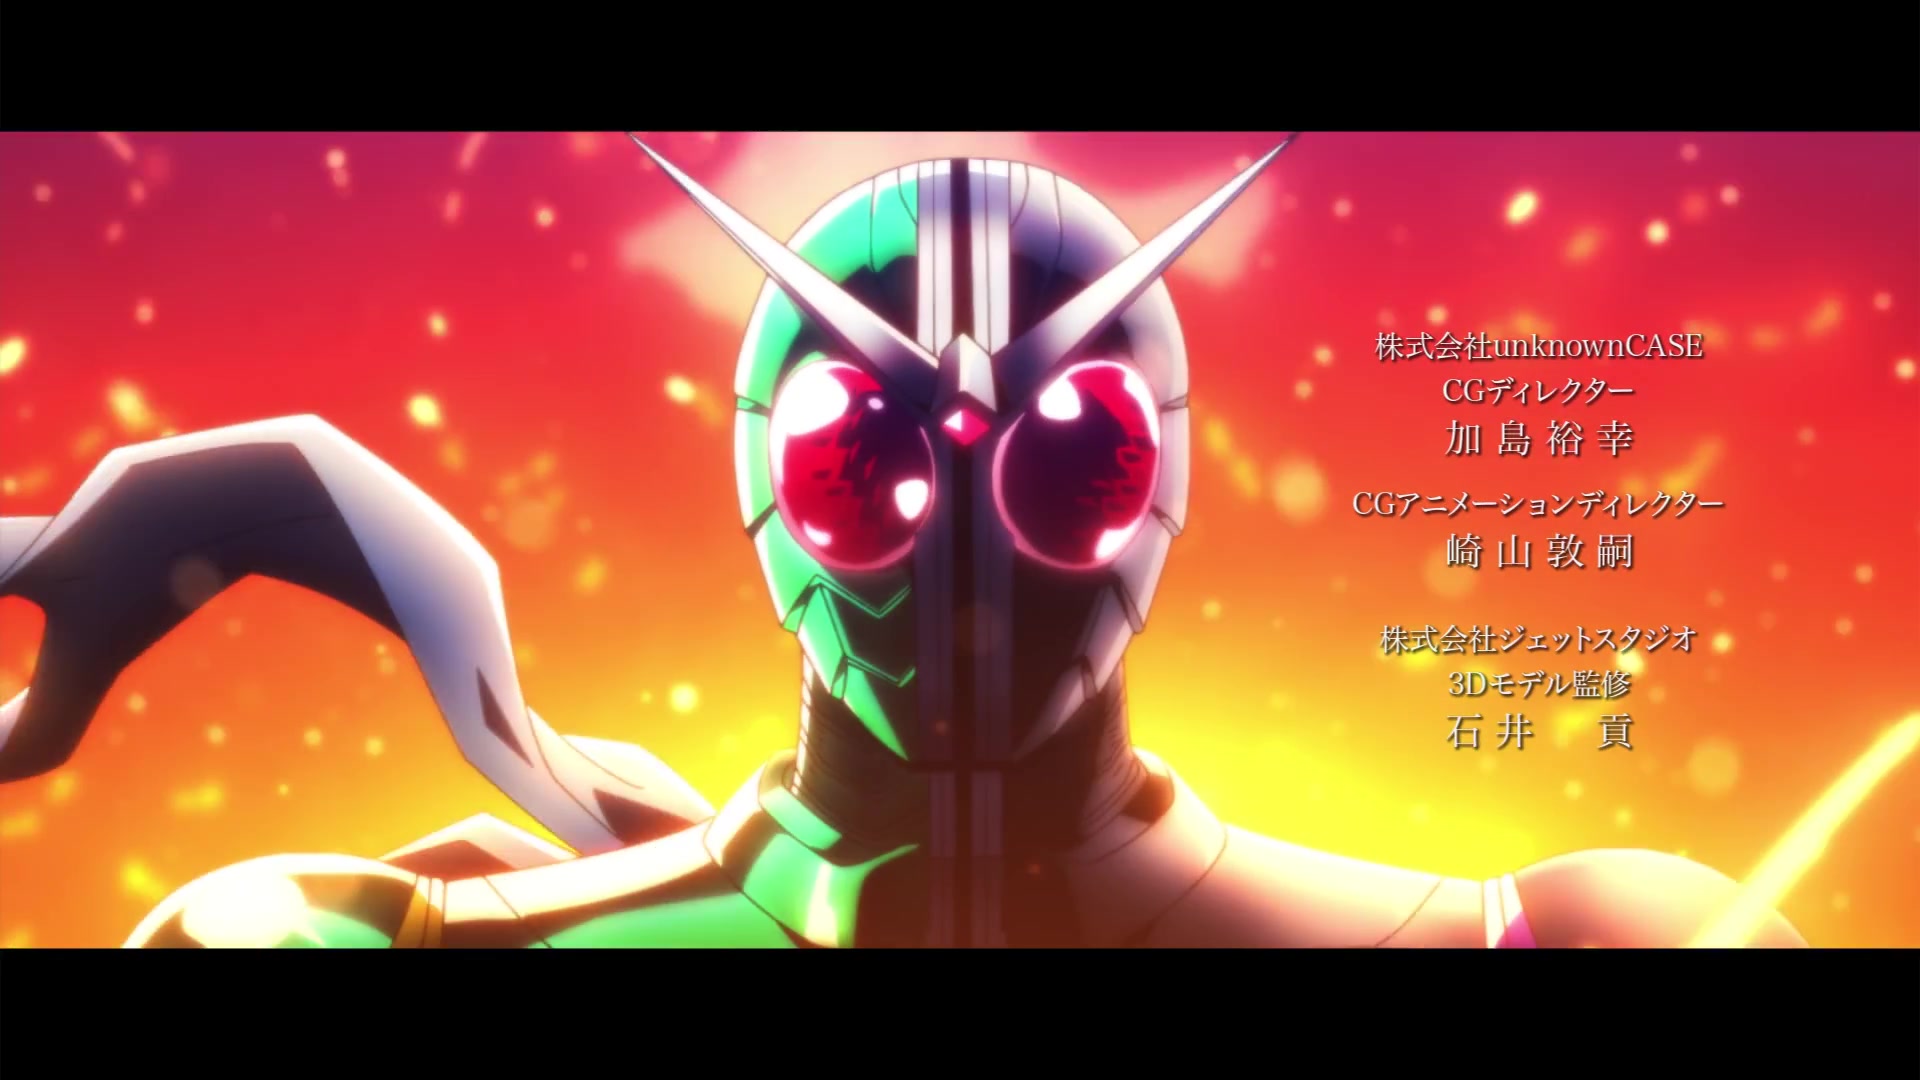 株式会社unknownCASE
CGディレクター
加島裕幸
CGアニメーションディレクター
崎山敦嗣
株式会社ジェットスタジオ
3Dモデル監修
石井　貢